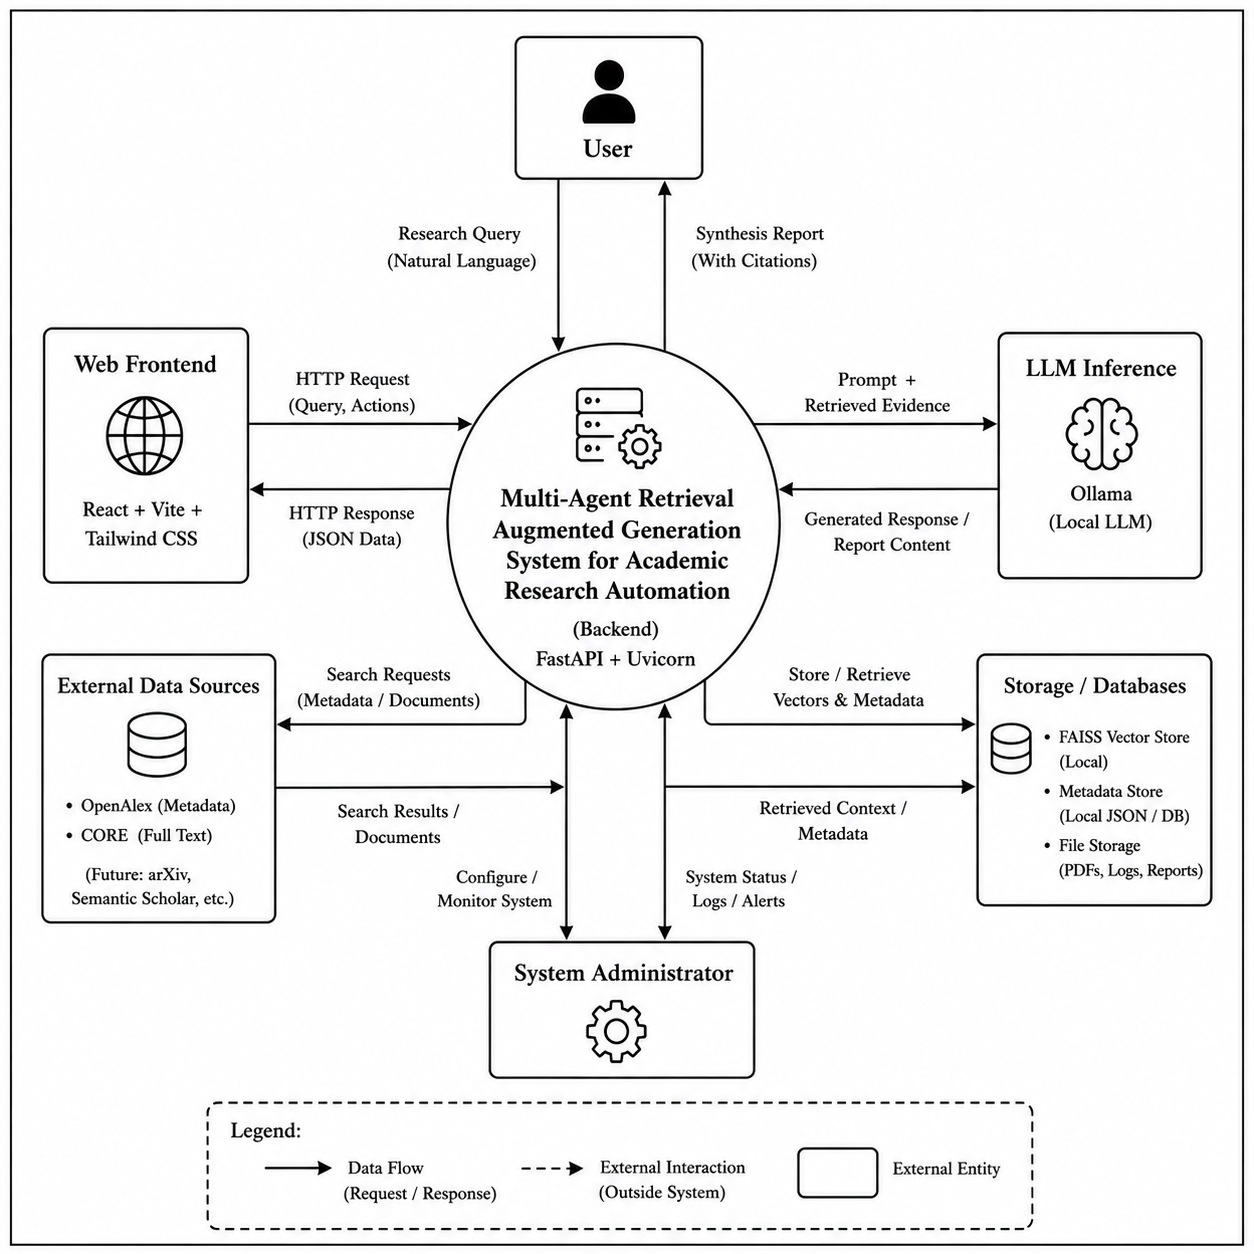 User
Research Query
(Natural Language)
Synthesis Report
(With Citations)
Web Frontend
React + Vite +
Tailwind CSS
HTTP Request
(Query, Actions)
HTTP Response
(JSON Data)
Multi-Agent Retrieval
Augmented Generation
System for Academic
Research Automation
(Backend)
FastAPI + Uvicorn
Prompt +
Retrieved Evidence
Generated Response /
Report Content
LLM Inference
Ollama
(Local LLM)
External Data Sources
• OpenAlex (Metadata)
• CORE (Full Text)
(Future: arXiv,
Semantic Scholar, etc.)
Search Requests
(Metadata / Documents)
Search Results /
Documents
Store / Retrieve
Vectors & Metadata
Retrieved Context /
Metadata
Storage / Databases
• FAISS Vector Store
(Local)
• Metadata Store
(Local JSON / DB)
• File Storage
(PDFs, Logs, Reports)
Configure /
Monitor System
System Status /
Logs / Alerts
System Administrator
Legend:
Data Flow
(Request / Response)
External Interaction
(Outside System)
External Entity